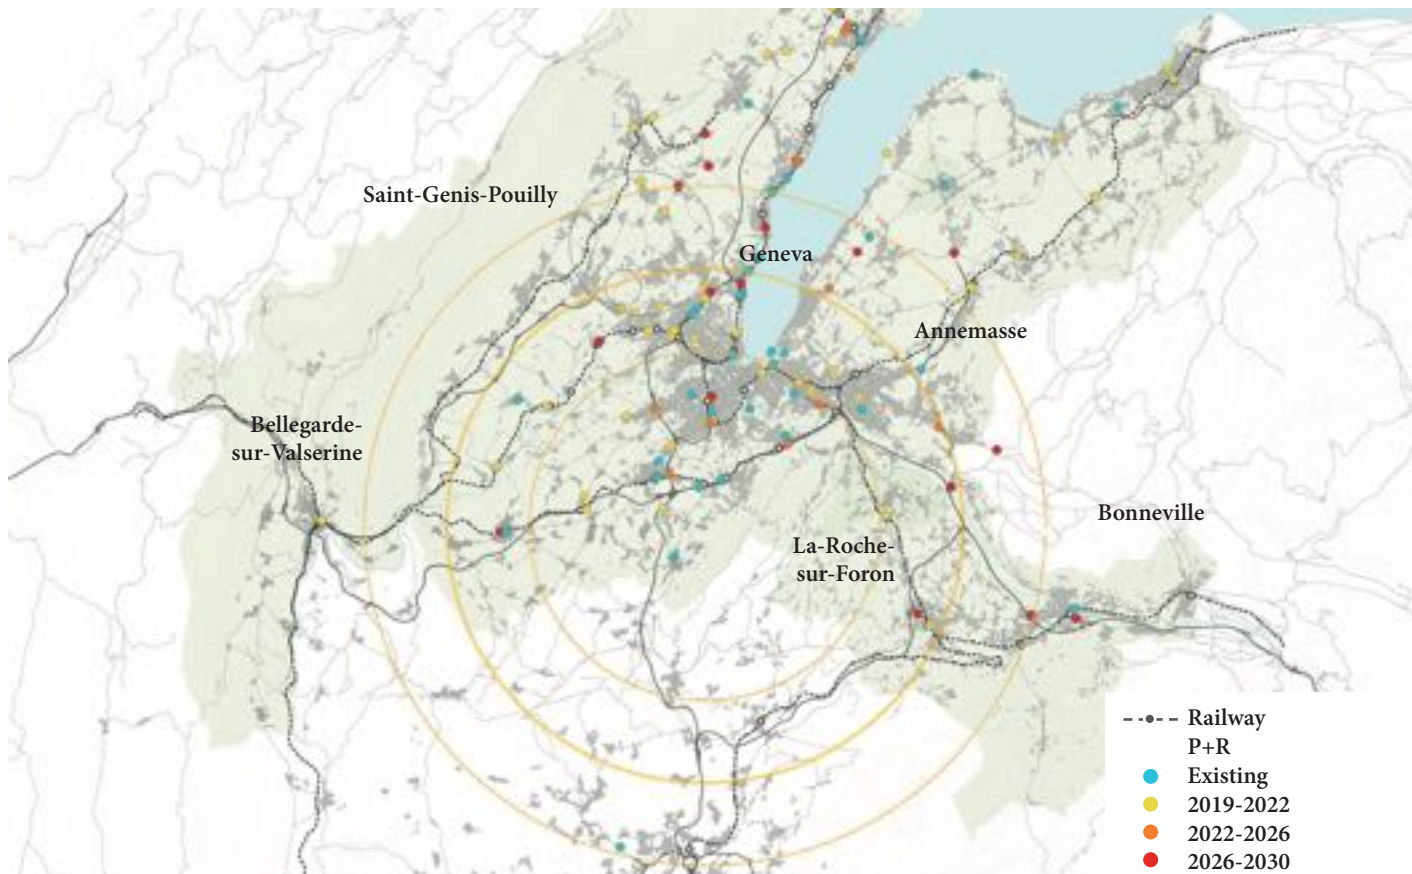 Saint-Genis-Pouilly
Geneva
Annemasse
Bellegarde-
sur-Valserine
Bonneville
La-Roche-
sur-Foron
Railway
P+R
Existing
2019-2022
2022-2026
2026-2030